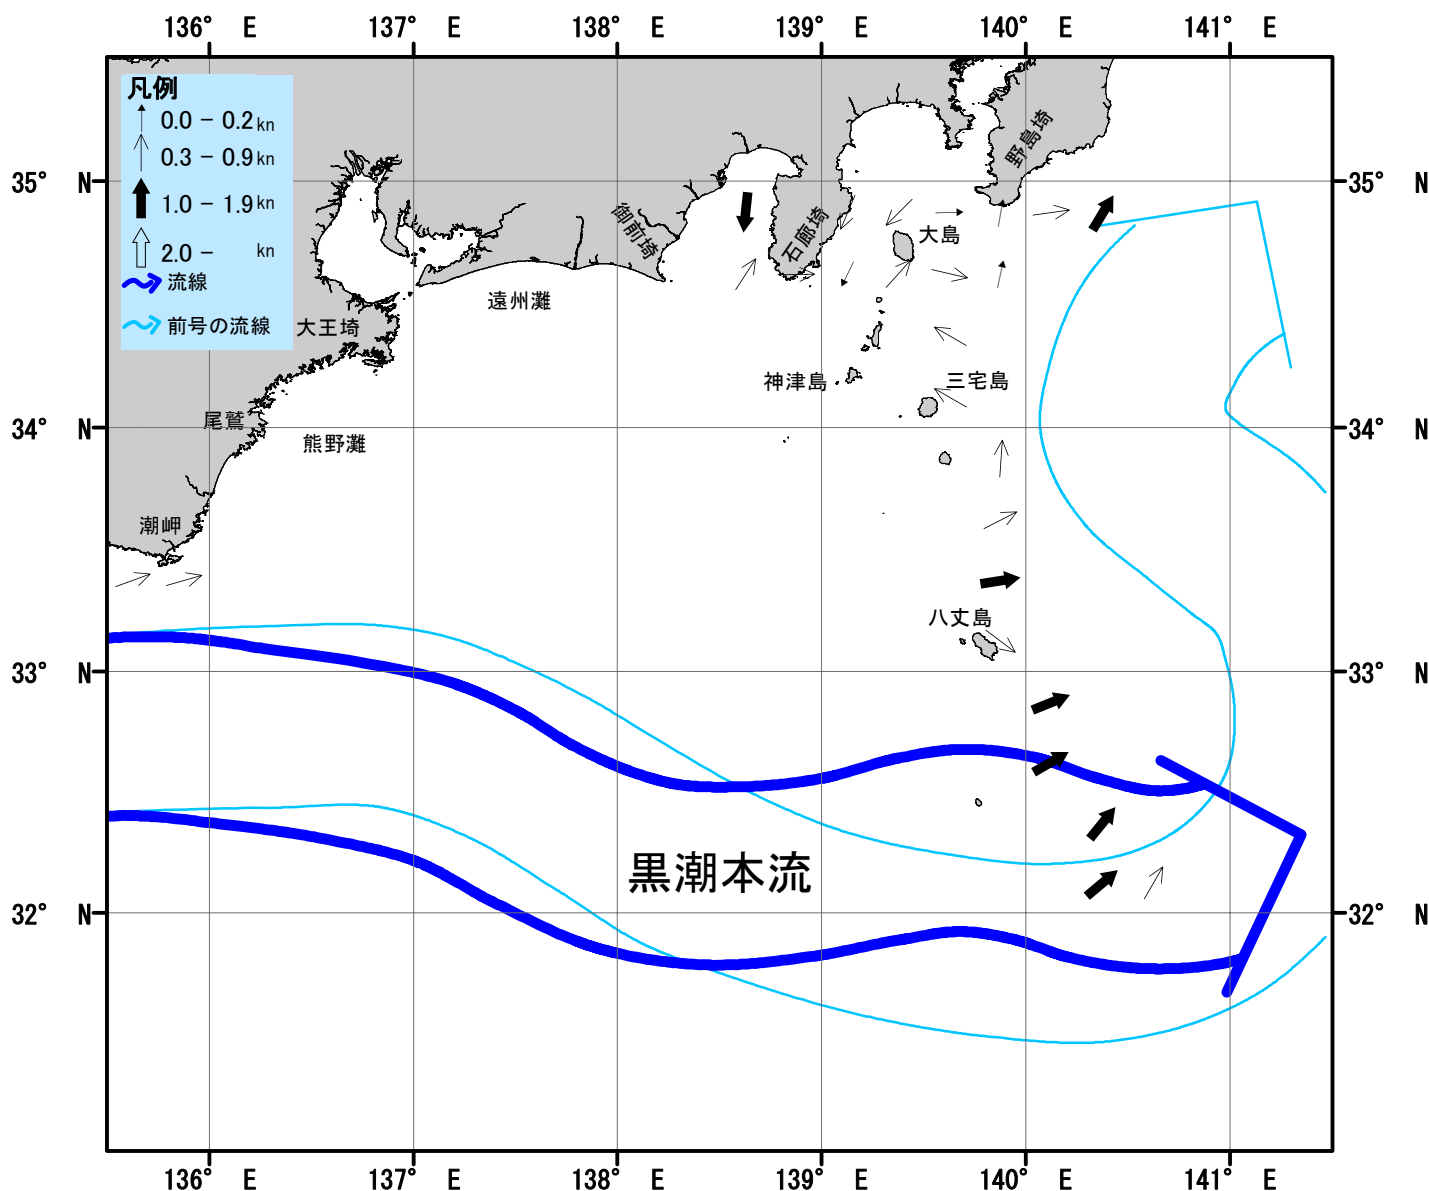 136° E 137° E 138° E 139° E 140° E 141° E
凡例
0.0 - 0.2 kn
0.3 - 0.9 kn
1.0 - 1.9 kn
2.0 - kn
流線
前号の流線
35° N 35° N
34° N 34° N
33° N 33° N
32° N 32° N
野島埼
御前埼
石廊埼
大島
遠州灘
大王埼
神津島
三宅島
尾鷲
熊野灘
潮岬
八丈島
黒潮本流
136° E 137° E 138° E 139° E 140° E 141° E